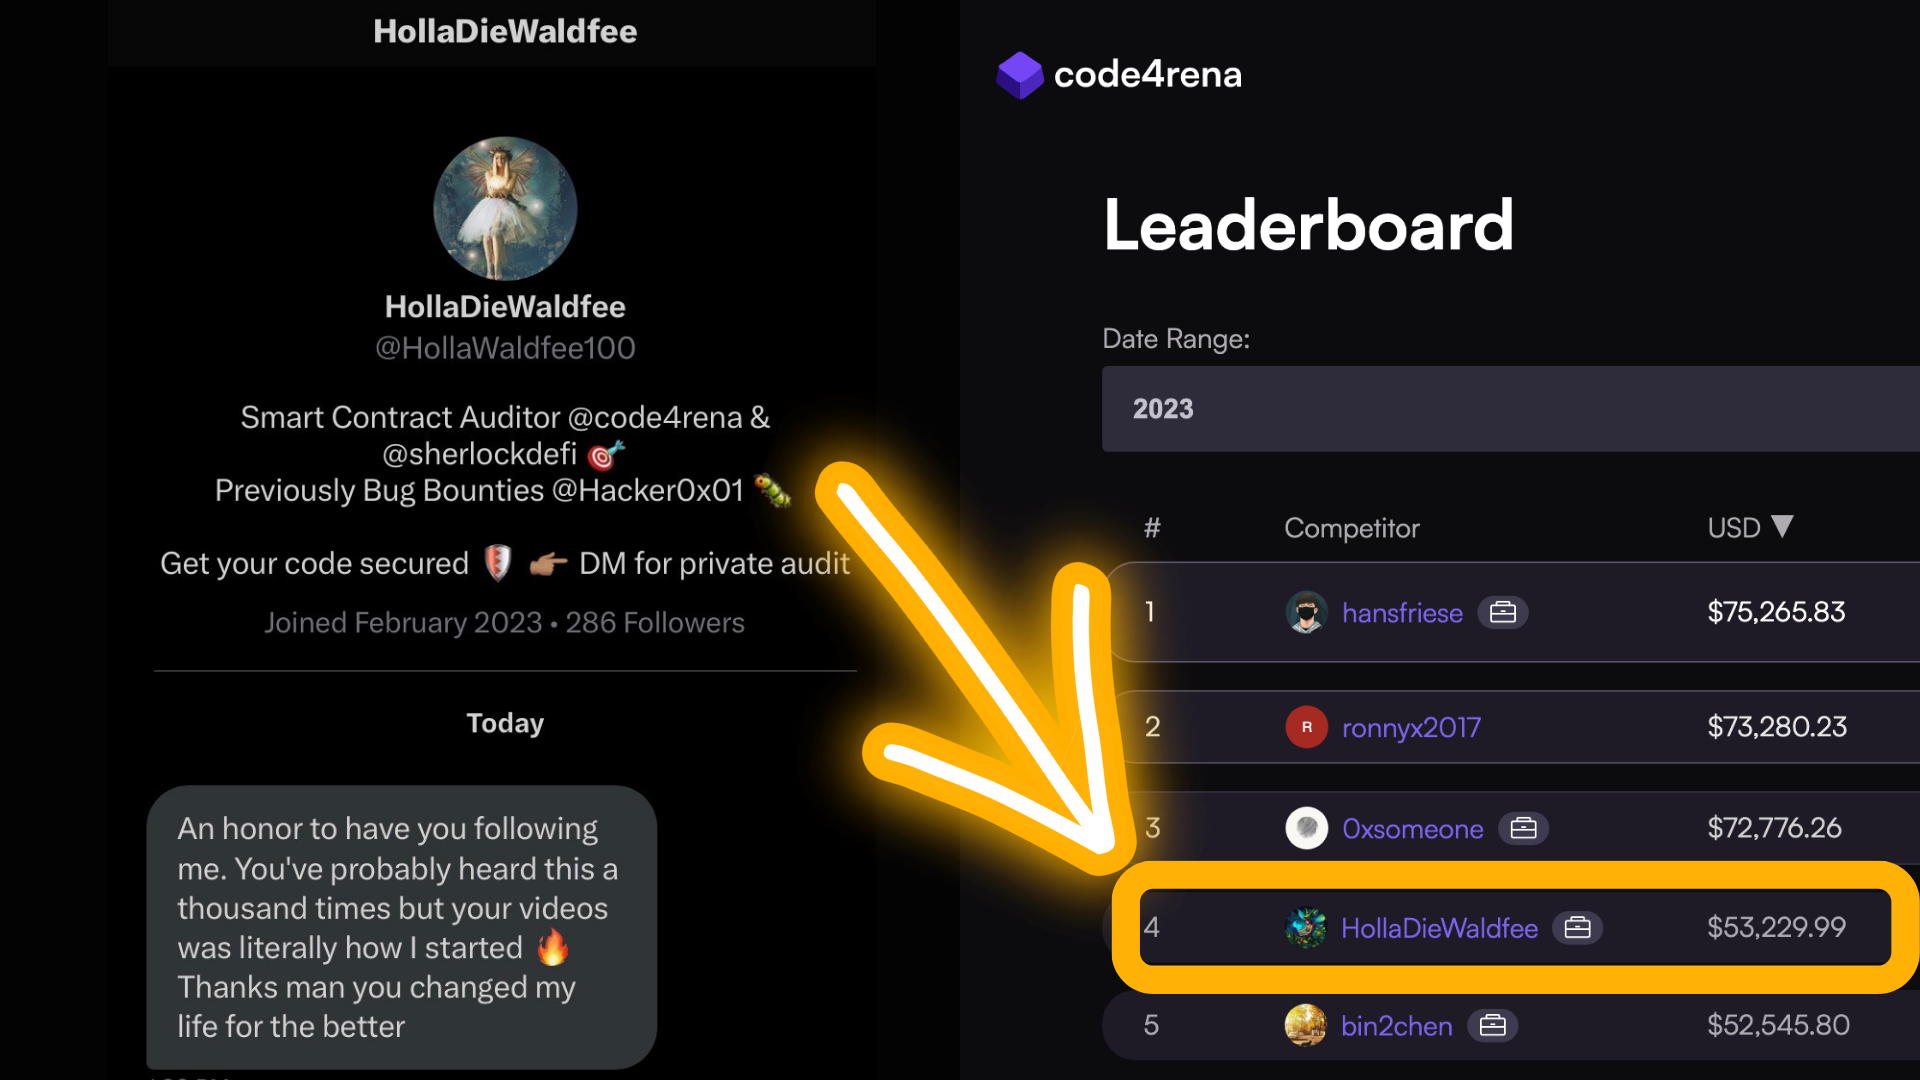 HollaDieWaldfee
HollaDieWaldfee
@HollaWaldfee100
Smart Contract Auditor @code4rena &
@sherlockdefi 🎯
Previously Bug Bounties @Hacker0x01 🐛
Get your code secured 🛡 👉🏽 DM for private audit
Joined February 2023 • 286 Followers
Today
An honor to have you following
me. You've probably heard this a
thousand times but your videos
was literally how I started 🔥
Thanks man you changed my
life for the better
code4rena
Leaderboard
Date Range:
2023
# Competitor USD ▼
1 hansfriese $75,265.83
2 R ronnyx2017 $73,280.23
3 0xsomeone $72,776.26
4 HollaDieWaldfee $53,229.99
5 bin2chen $52,545.80